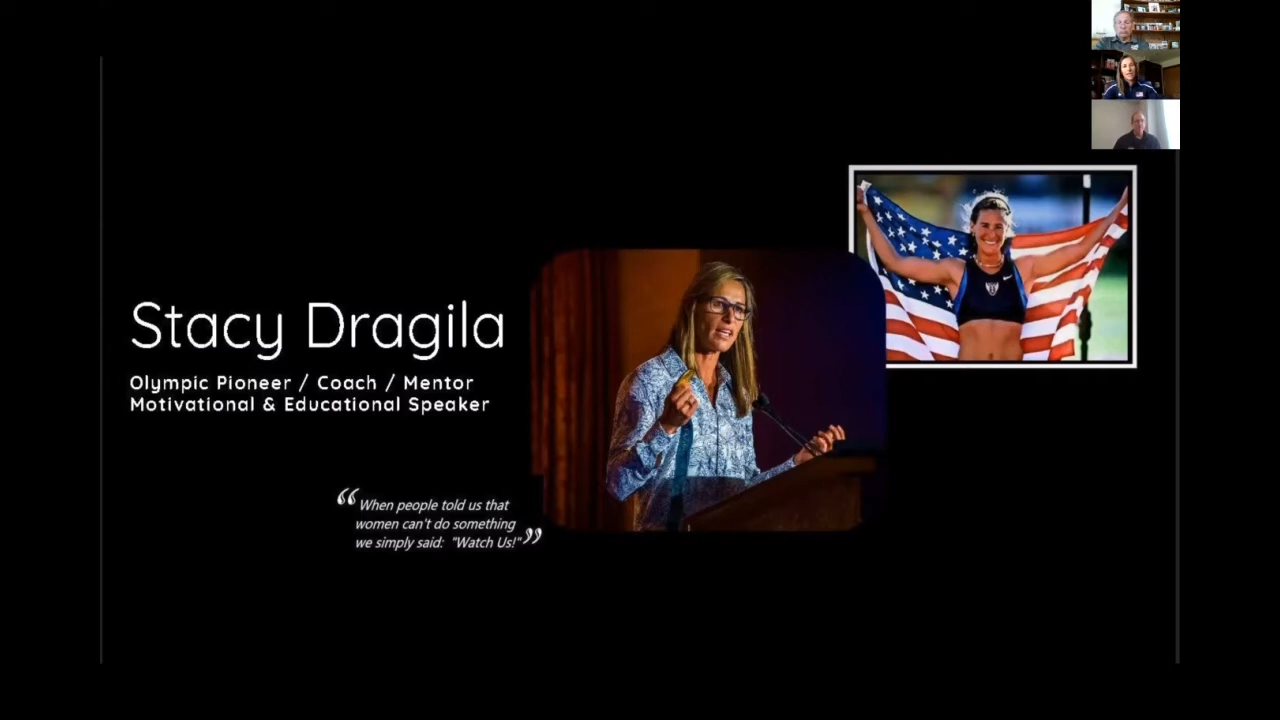 Stacy Dragila
Olympic Pioneer / Coach / Mentor
Motivational & Educational Speaker
“When people told us that
women can't do something
we simply said: "Watch Us!"”